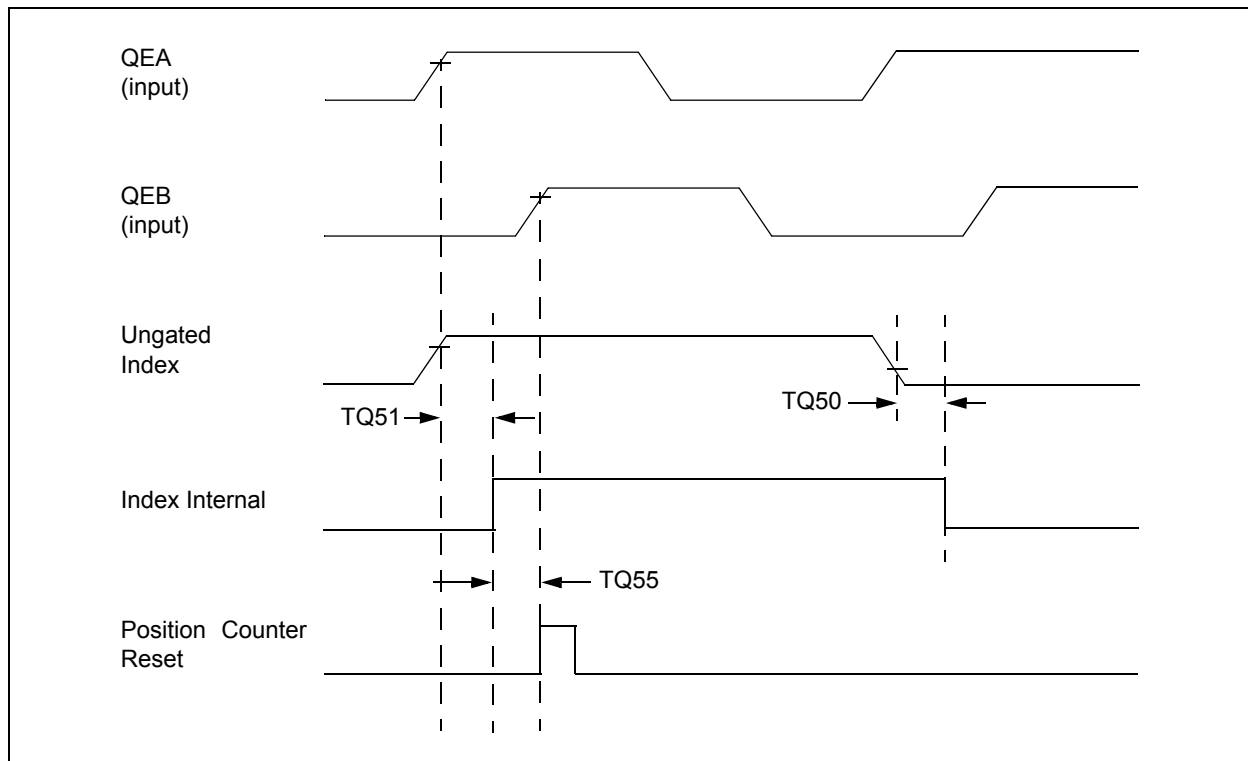 QEA
(input)
QEB
(input)
Ungated
Index
TQ51
TQ50
Index Internal
TQ55
Position Counter
Reset